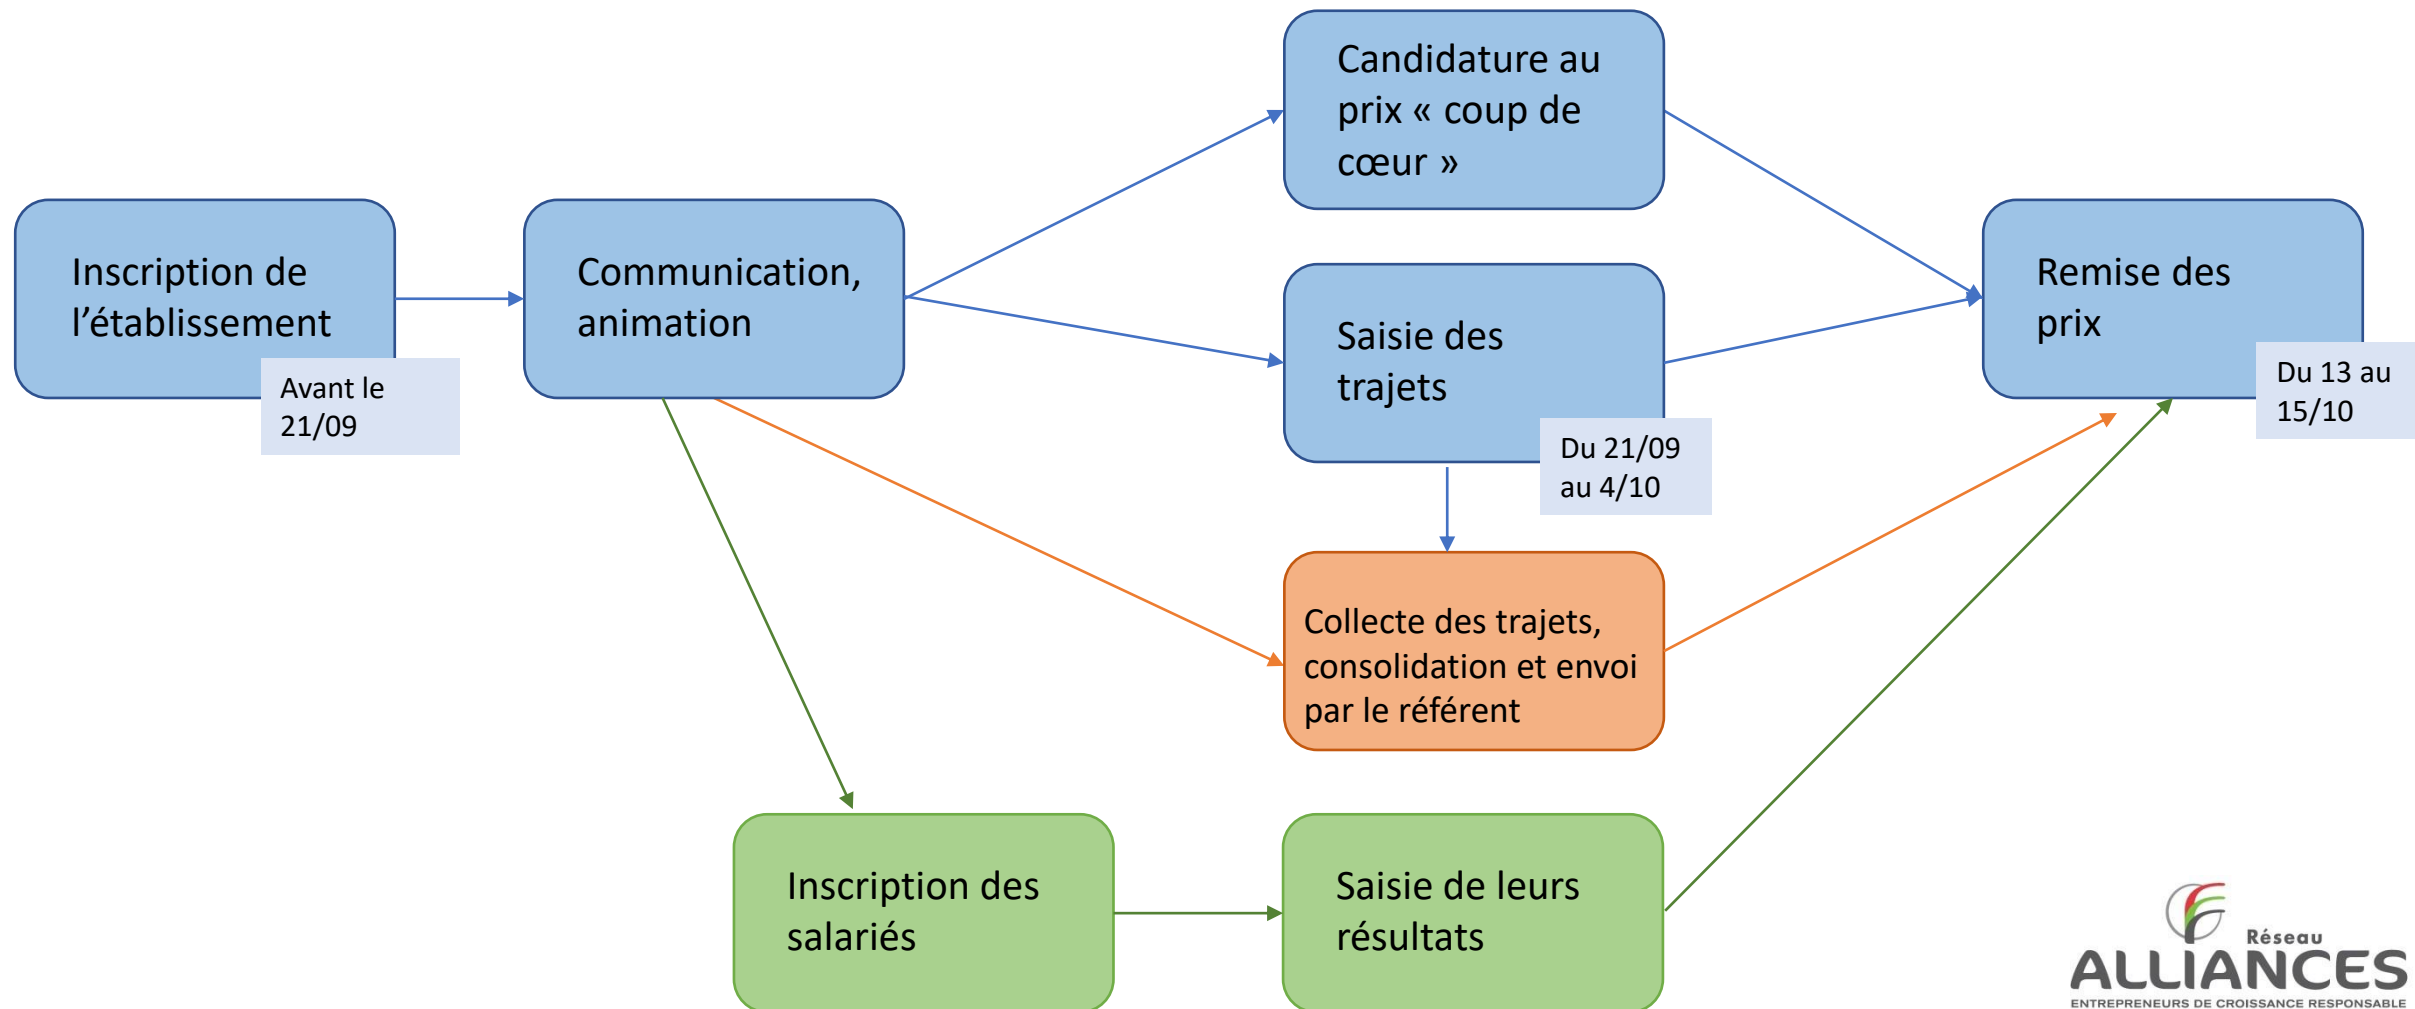 Candidature au
prix « coup de
cœur »
Inscription de
l’établissement
Avant le
21/09
Communication,
animation
Saisie des
trajets
Du 21/09
au 4/10
Remise des
prix
Du 13 au
15/10
Collecte des trajets,
consolidation et envoi
par le référent
Inscription des
salariés
Saisie de leurs
résultats
Réseau
ALLIANCES
ENTREPRENEURS DE CROISSANCE RESPONSABLE